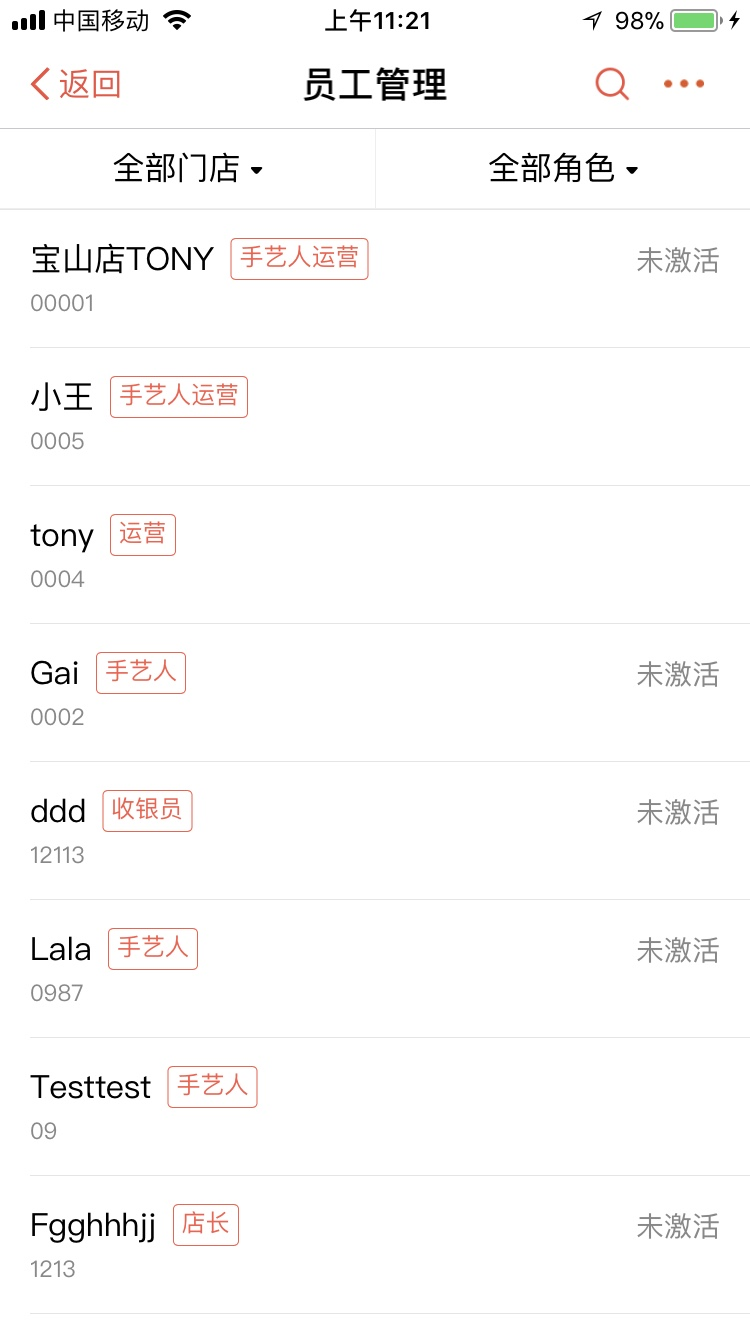 中国移动 上午11:21 98%
返回 员工管理
全部门店 全部角色
宝山店TONY 手艺人运营 未激活
00001
小王 手艺人运营
0005
tony 运营
0004
Gai 手艺人 未激活
0002
ddd 收银员 未激活
12113
Lala 手艺人 未激活
0987
Testtest 手艺人
09
Fgghhhjj 店长 未激活
1213